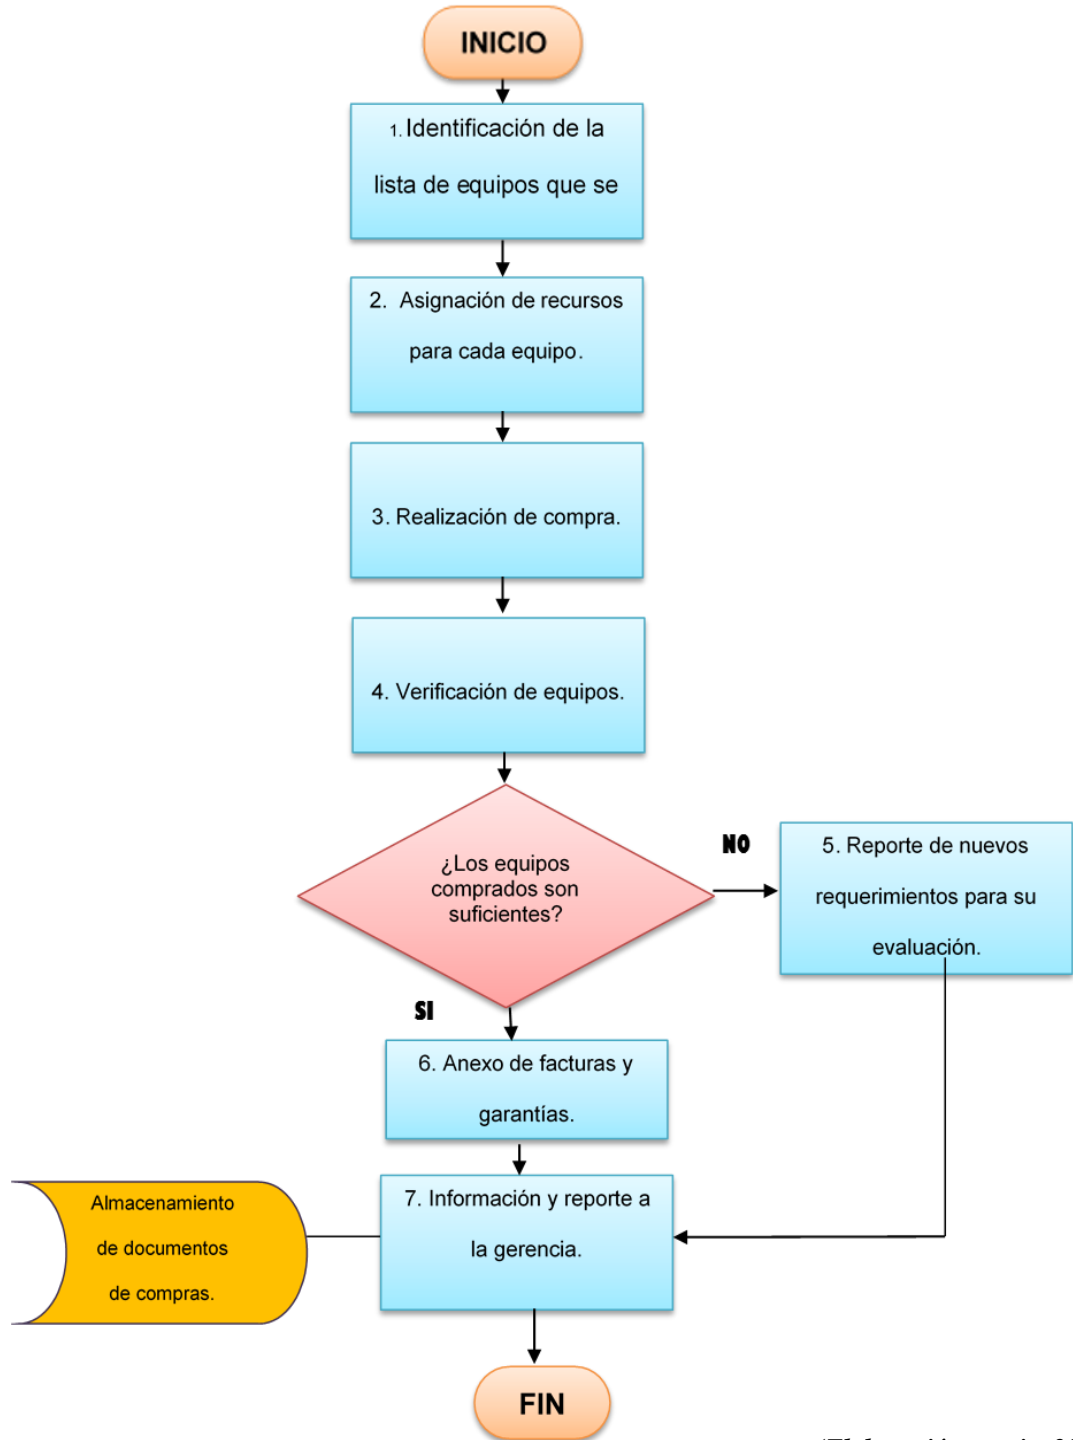 INICIO
1. Identificación de la
lista de equipos que se
2. Asignación de recursos
para cada equipo.
3. Realización de compra.
4. Verificación de equipos.
¿Los equipos
comprados son
suficientes?
NO
5. Reporte de nuevos
requerimientos para su
evaluación.
SI
6. Anexo de facturas y
garantías.
7. Información y reporte a
la gerencia.
Almacenamiento
de documentos
de compras.
FIN